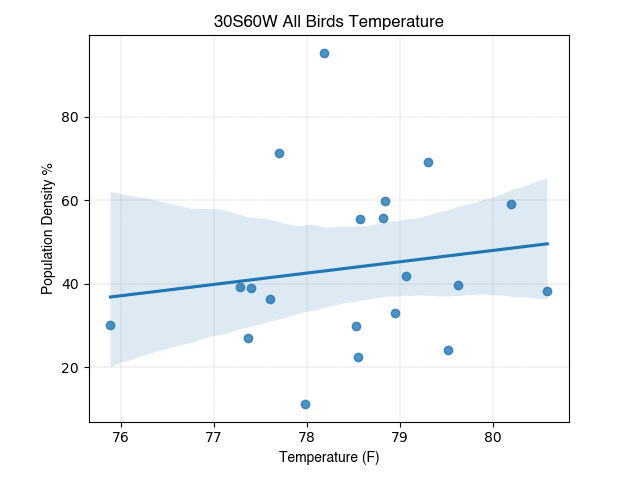 30S60W All Birds Temperature
Population Density %
80
60
40
20
76 77 78 79 80
Temperature (F)